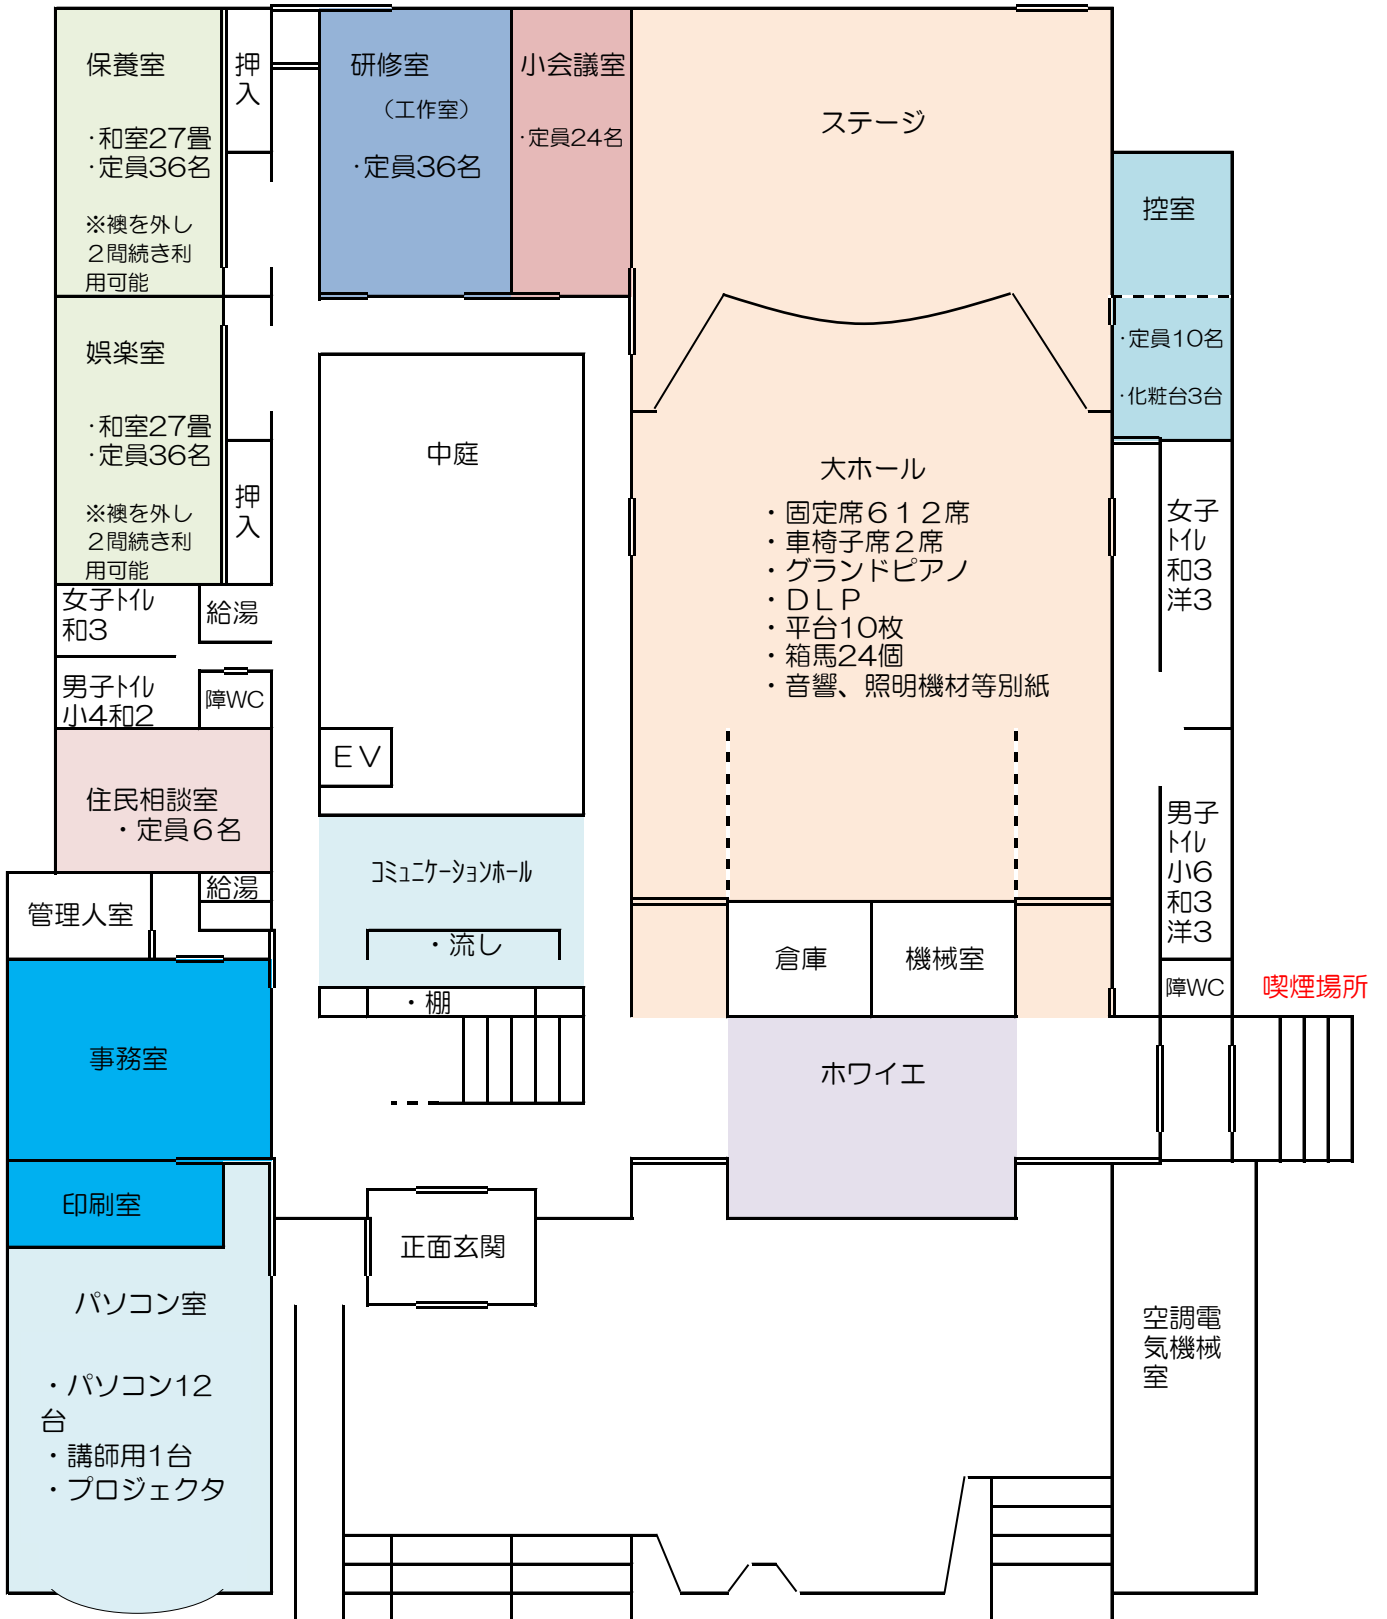 保養室
・和室27畳
・定員36名
※襖を外し
２間続き利
用可能
押
入
研修室
（工作室）
・定員36名
小会議室
・定員24名
ステージ
控室
・定員10名
・化粧台3台
娯楽室
・和室27畳
・定員36名
※襖を外し
２間続き利
用可能
押
入
中庭
大ホール
・固定席６１２席
・車椅子席２席
・グランドピアノ
・ＤＬＰ
・平台10枚
・箱馬24個
・音響、照明機材等別紙
女子
ﾄｲﾚ
和3
洋3
女子ﾄｲﾚ
和3
給湯
男子ﾄｲﾚ
小4和2
障WC
ＥＶ
住民相談室
・定員６名
ｺﾐｭﾆｹｰｼｮﾝﾎｰﾙ
・流し
・棚
男子
ﾄｲﾚ
小6
和3
洋3
給湯
管理人室
倉庫
機械室
障WC
喫煙場所
事務室
ホワイエ
印刷室
正面玄関
パソコン室
・パソコン12
台
・講師用1台
・プロジェクタ
空調電
気機械
室